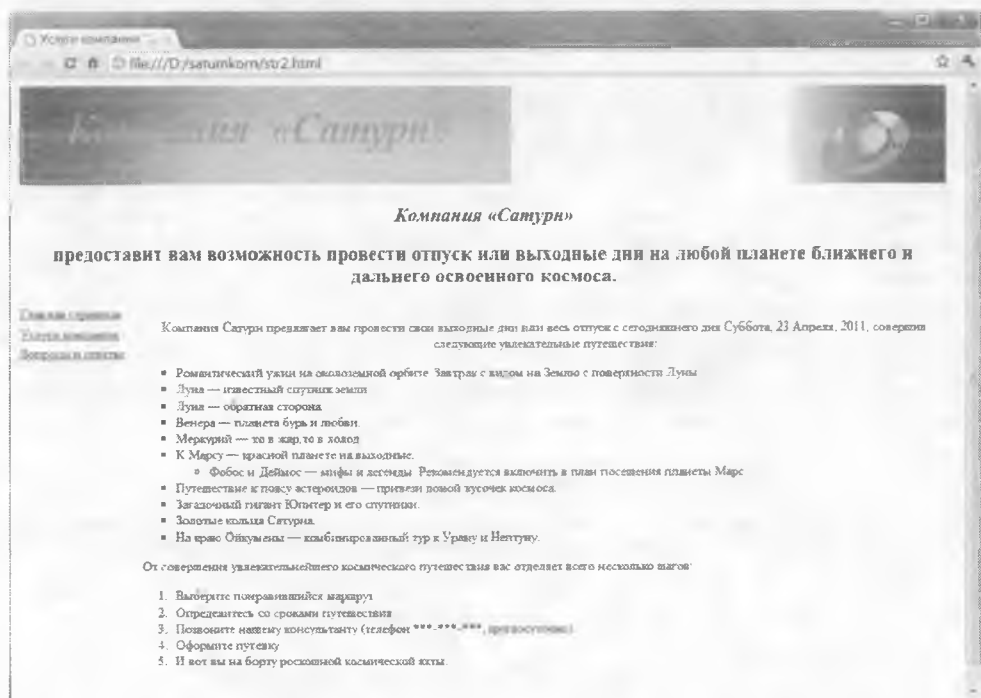 Услуги компании
file:///D:/saturnkom/str2.html
Компания «Сатурн»
Компания «Сатурн»
предоставит вам возможность провести отпуск или выходные дни на любой планете ближнего и
дальнего освоенного космоса.
Главная страница
Услуги компании
Вопросы и ответы
Компания Сатурн предлагает вам провести свои выходные дни или весь отпуск с сегодняшнего дня Суббота, 23 Апреля, 2011, совершив
следующие увлекательные путешествия:
Романтический ужин на околоземной орбите. Завтрак с видом на Землю с поверхности Луны
Луна — известный спутник земли
Луна — обратная сторона
Венера — планета бурь и любви.
Меркурий — то в жар, то в холод
К Марсу — красной планете на выходные.
Фобос и Деймос — мифы и легенды. Рекомендуется включить в план посещения планеты Марс
Путешествие к поясу астероидов — привези домой кусочек космоса.
Загадочный гигант Юпитер и его спутники.
Золотые кольца Сатурна.
На краю Ойкумены — комбинированный тур к Урану и Нептуну.
От совершения увлекательнейшего космического путешествия вас отделяет всего несколько шагов:
1. Выберите понравившийся маршрут
2. Определитесь со сроками путешествия
3. Позвоните нашему консультанту (телефон ***-***-***, круглосуточно)
4. Оформите путевку
5. И вот вы на борту роскошной космической яхты.